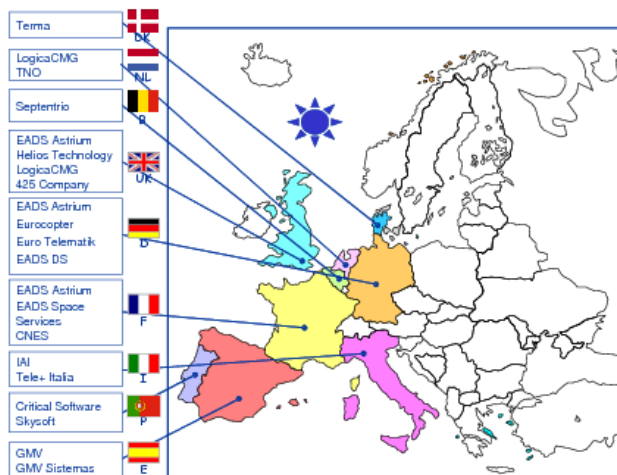 Terma
DK
LogicaCMG
TNO
NL
Septentrio
B
EADS Astrium
Helios Technology
LogicaCMG
425 Company
UK
EADS Astrium
Eurocopter
Euro Telematik
EADS DS
D
EADS Astrium
EADS Space
Services
CNES
F
IAI
Tele+ Italia
I
Critical Software
Skysoft
P
GMV
GMV Sistemas
E